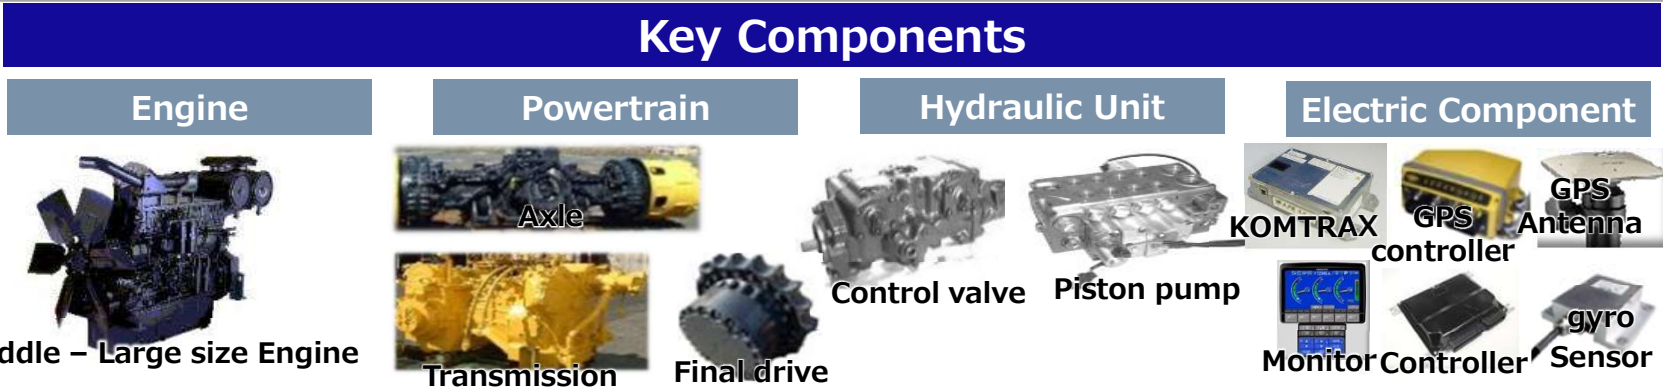 Key Components
Engine
Powertrain
Hydraulic Unit
Electric Component
ddle – Large size Engine
Axle
Transmission
Final drive
Control valve
Piston pump
KOMTRAX
GPS
controller
GPS
Antenna
Monitor
Controller
gyro
Sensor